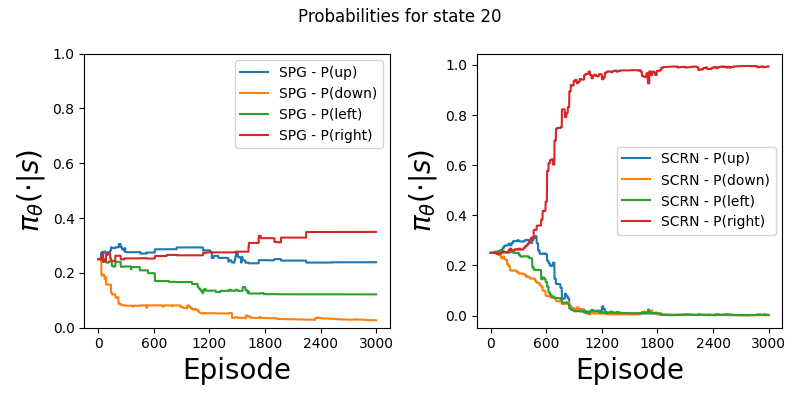 Probabilities for state 20
1.0
0.8
0.6
0.4
0.2
0.0
πθ(·|s)
SPG - P(up)
SPG - P(down)
SPG - P(left)
SPG - P(right)
0 600 1200 1800 2400 3000
Episode
1.0
0.8
0.6
0.4
0.2
0.0
πθ(·|s)
SCRN - P(up)
SCRN - P(down)
SCRN - P(left)
SCRN - P(right)
0 600 1200 1800 2400 3000
Episode